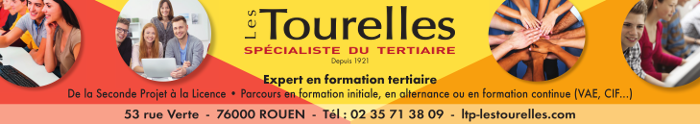 Les Tourelles
SPÉCIALISTE DU TERTIAIRE
Depuis 1921
Expert en formation tertiaire
De la Seconde Projet à la Licence • Parcours en formation initiale, en alternance ou en formation continue (VAE, CIF...)
53 rue Verte - 76000 ROUEN - Tél : 02 35 71 38 09 - ltp-lestourelles.com